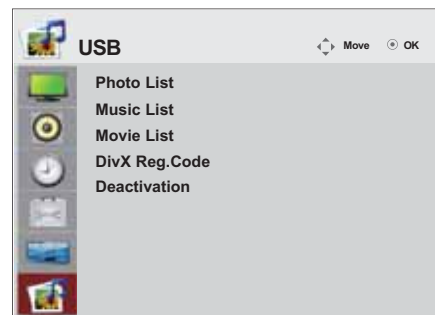 USB Move OK
Photo List
Music List
Movie List
DivX Reg.Code
Deactivation